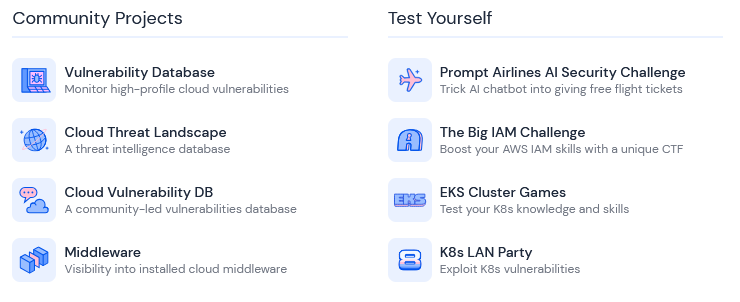 Community Projects
Vulnerability Database
Monitor high-profile cloud vulnerabilities
Cloud Threat Landscape
A threat intelligence database
Cloud Vulnerability DB
A community-led vulnerabilities database
Middleware
Visibility into installed cloud middleware
Test Yourself
Prompt Airlines AI Security Challenge
Trick AI chatbot into giving free flight tickets
The Big IAM Challenge
Boost your AWS IAM skills with a unique CTF
EKS
EKS Cluster Games
Test your K8s knowledge and skills
8
K8s LAN Party
Exploit K8s vulnerabilities